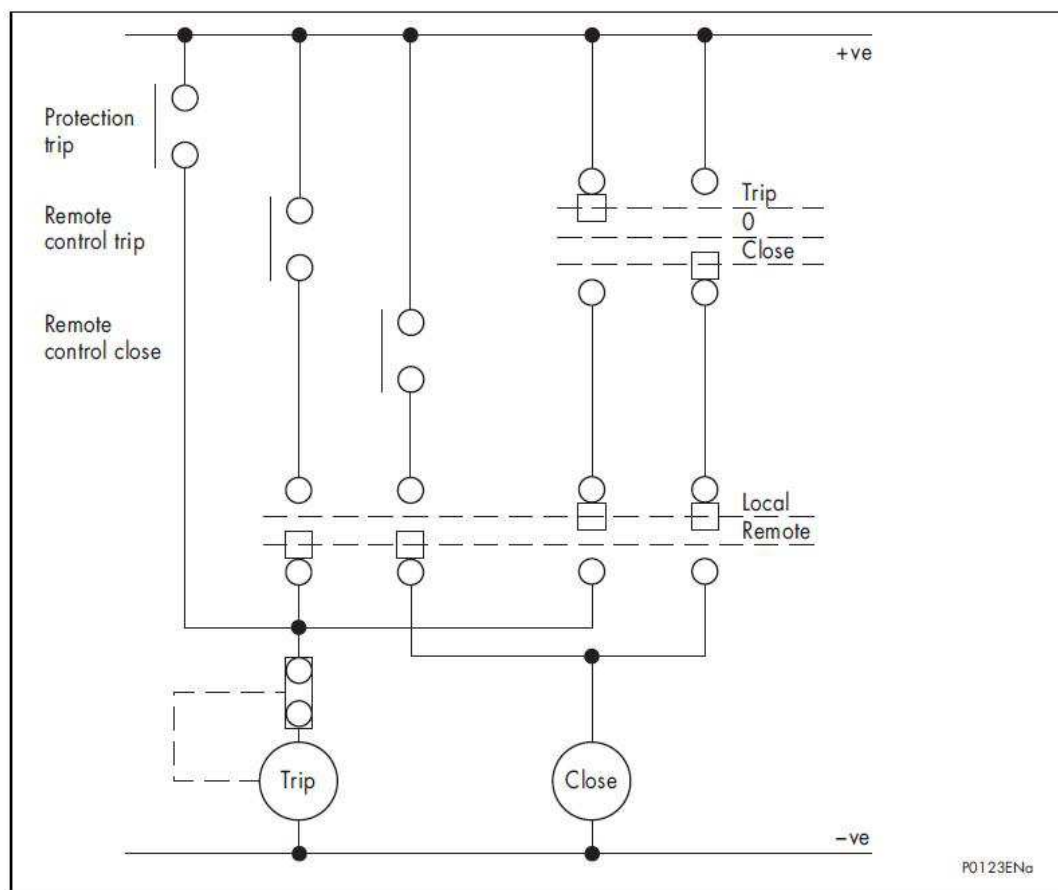 +ve
Protection
trip
Trip
Remote
control trip
0
Close
Remote
control close
Local
Remote
Trip
Close
−ve
P0123ENa